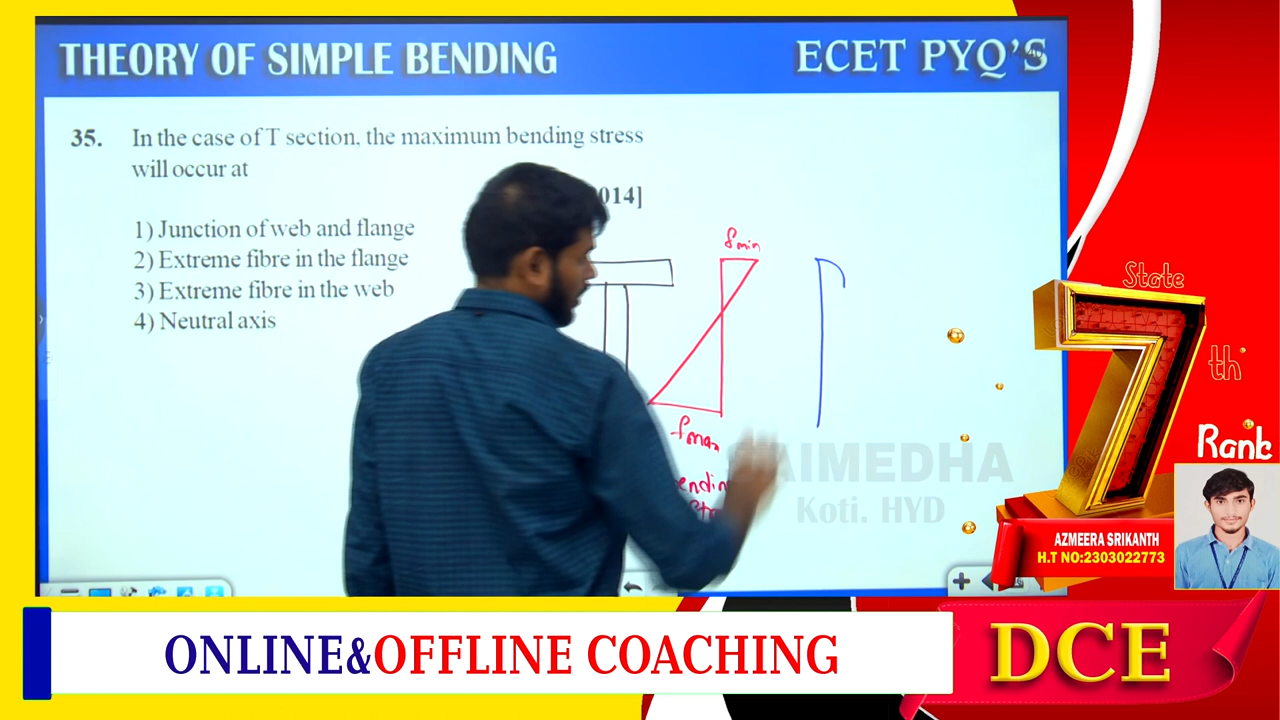 THEORY OF SIMPLE BENDING
ECET PYQ'S
35. In the case of T section, the maximum bending stress
will occur at
014]
1) Junction of web and flange
2) Extreme fibre in the flange
3) Extreme fibre in the web
4) Neutral axis
fmin
fmax
SAIMEDHA
Koti. HYD
State
7
th
Rank
AZMEERA SRIKANTH
H.T NO:2303022773
ONLINE&OFFLINE COACHING
DCE